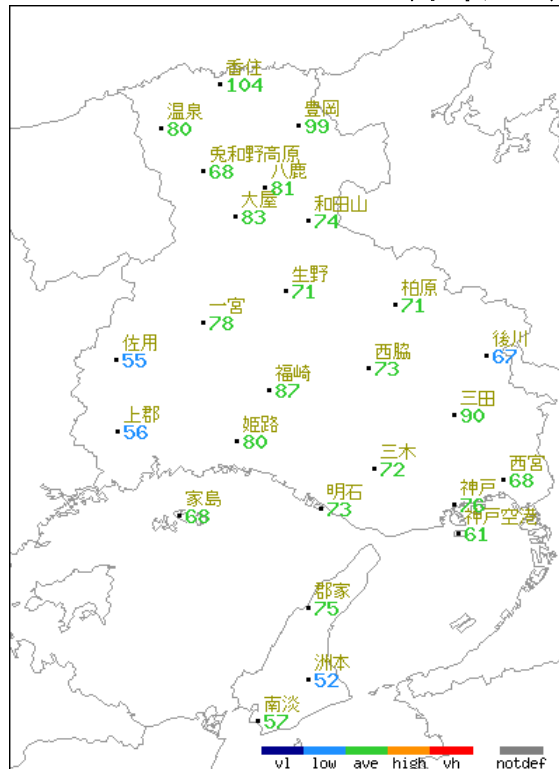 香住
104
温泉
80
豊岡
99
兎和野高原
68
八鹿
81
大屋
83
和田山
74
生野
71
柏原
71
一宮
78
佐用
55
西脇
73
後川
67
福崎
87
三田
90
上郡
56
姫路
80
三木
72
西宮
68
家島
68
明石
73
神戸
76
神戸空港
61
郡家
75
洲本
52
南淡
57
vl low ave high vh notdef